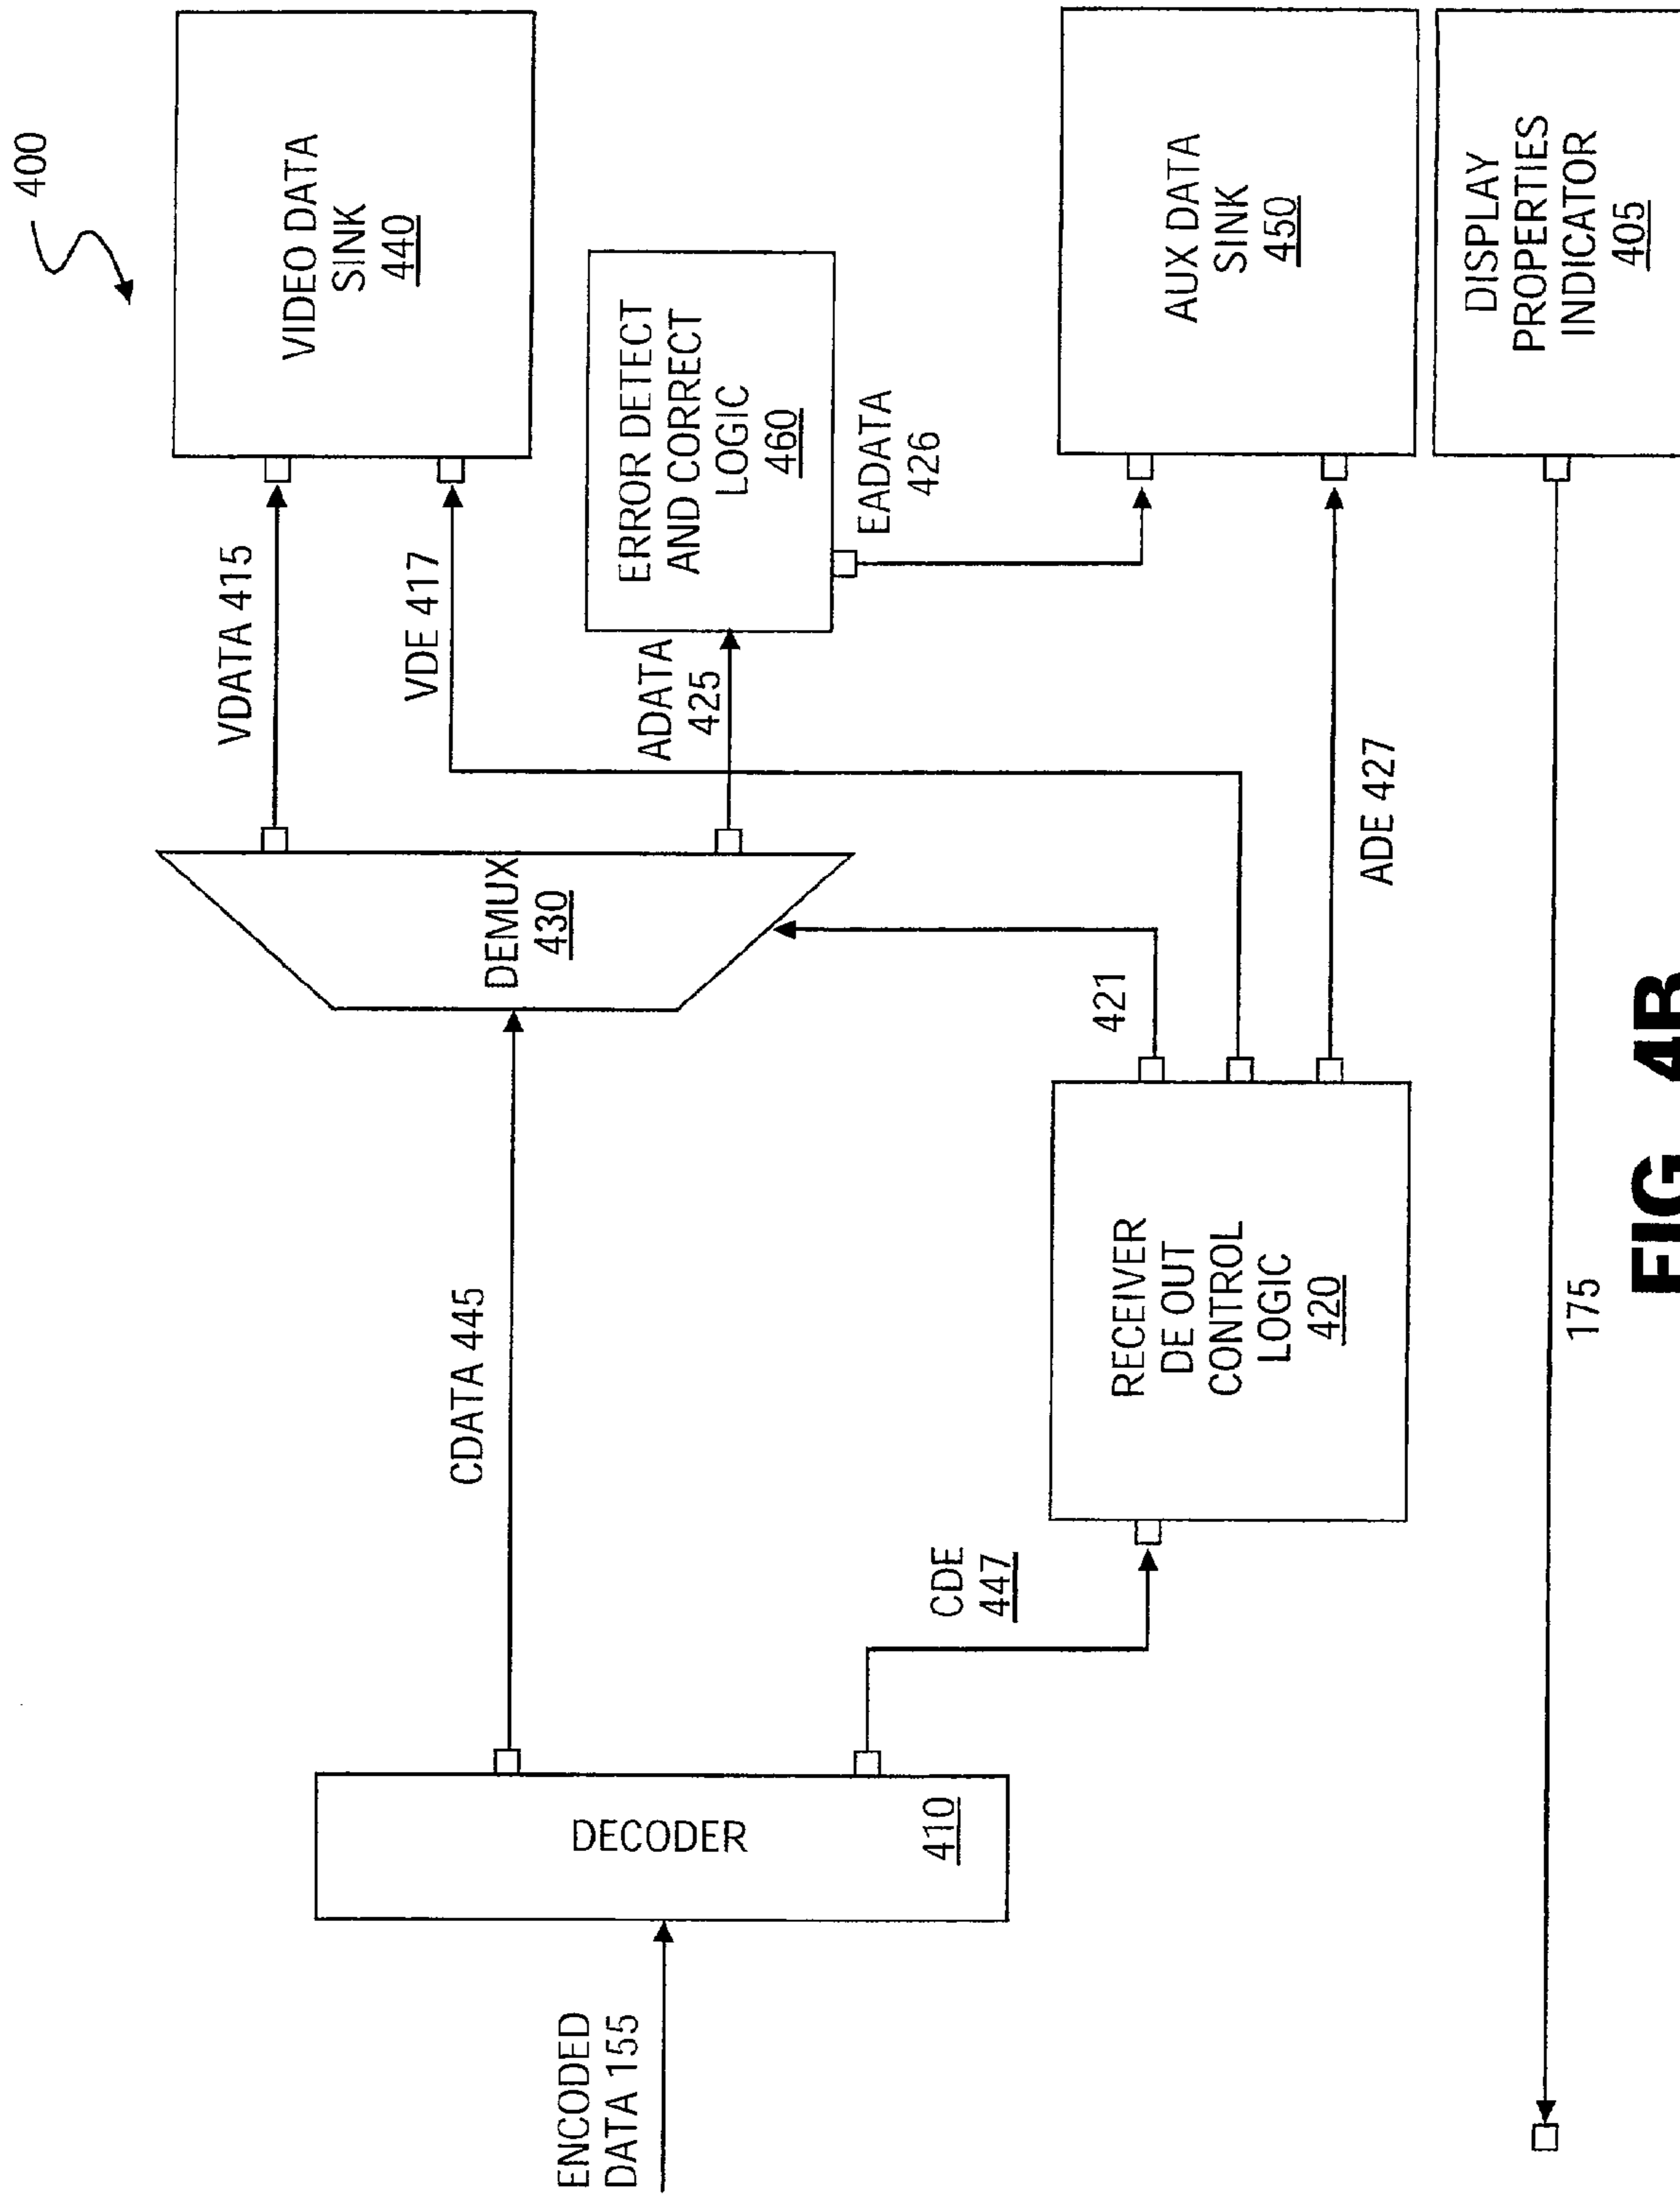 400
VIDEO DATA
SINK
440
VDATA 415
VDE 417
ERROR DETECT
AND CORRECT
LOGIC
460
EADATA
426
ADATA
425
DEMUX
430
AUX DATA
SINK
450
DISPLAY
PROPERTIES
INDICATOR
405
ADE 427
421
CDATA 445
RECEIVER
DE OUT
CONTROL
LOGIC
420
CDE
447
DECODER
410
ENCODED
DATA 155
175
FIG. 4B